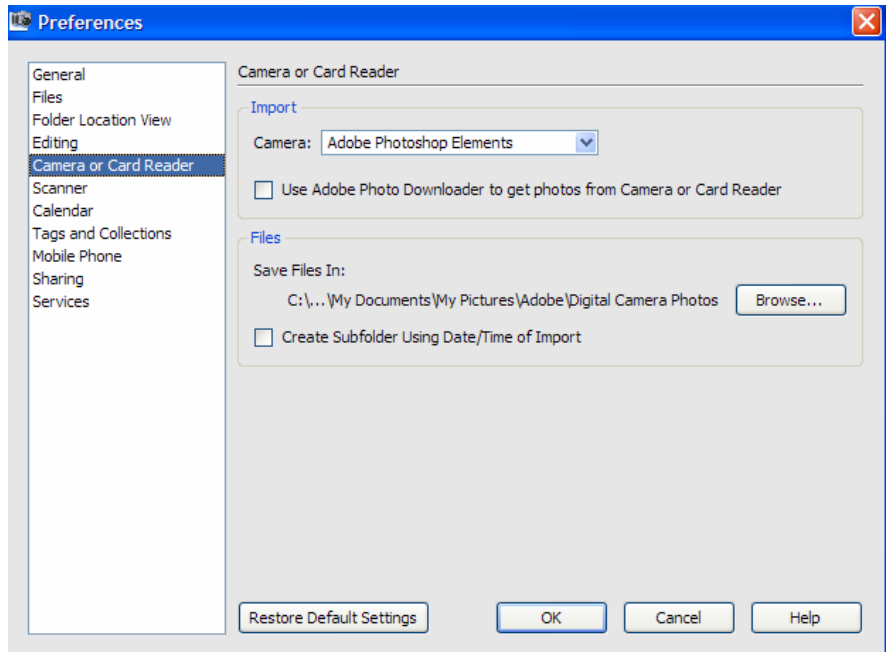 Preferences
General
Files
Folder Location View
Editing
Camera or Card Reader
Scanner
Calendar
Tags and Collections
Mobile Phone
Sharing
Services
Camera or Card Reader
Import
Camera: Adobe Photoshop Elements
Use Adobe Photo Downloader to get photos from Camera or Card Reader
Files
Save Files In:
C:\...\My Documents\My Pictures\Adobe\Digital Camera Photos Browse...
Create Subfolder Using Date/Time of Import
Restore Default Settings OK Cancel Help